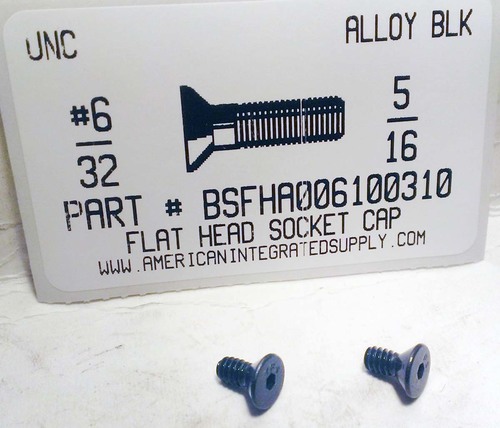 UNC
ALLOY BLK
#6
32
5
16
PART # BSFHA006100310
FLAT HEAD SOCKET CAP
WWW.AMERICANINTEGRATEDSUPPLY.COM